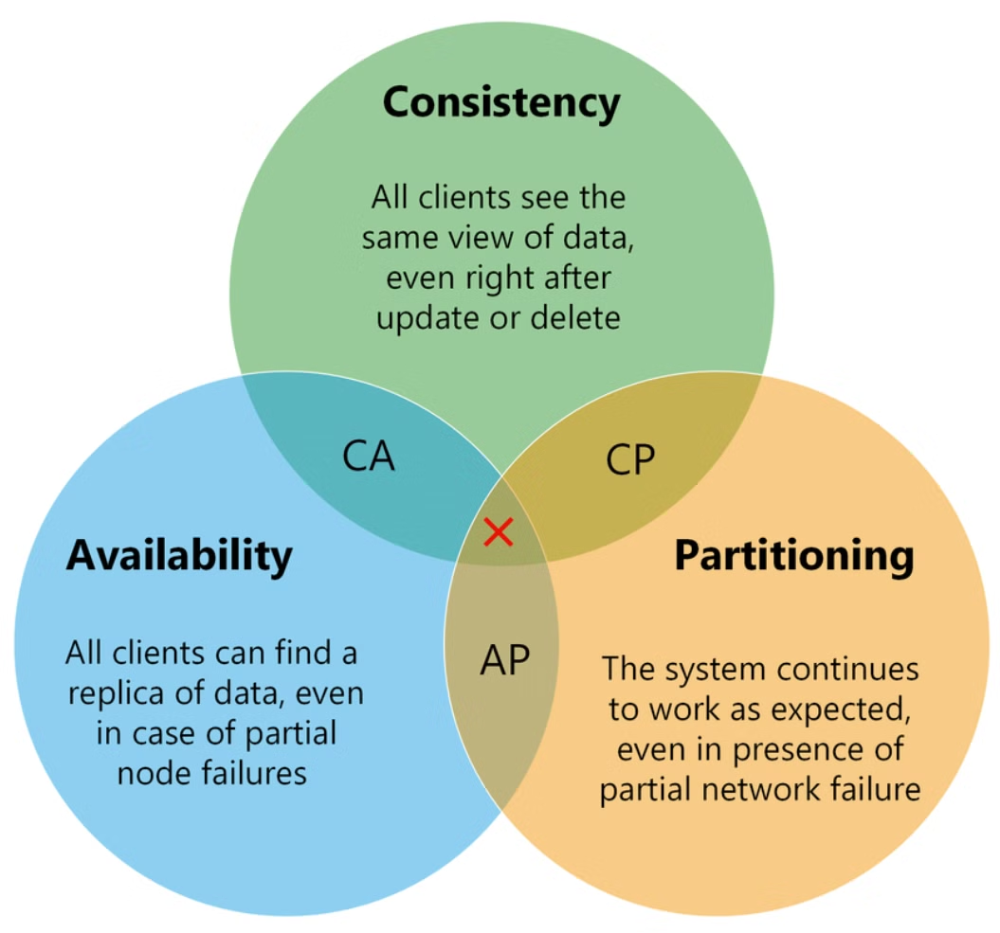 Consistency
All clients see the
same view of data,
even right after
update or delete
CA
CP
Availability
All clients can find a
replica of data, even
in case of partial
node failures
AP
Partitioning
The system continues
to work as expected,
even in presence of
partial network failure